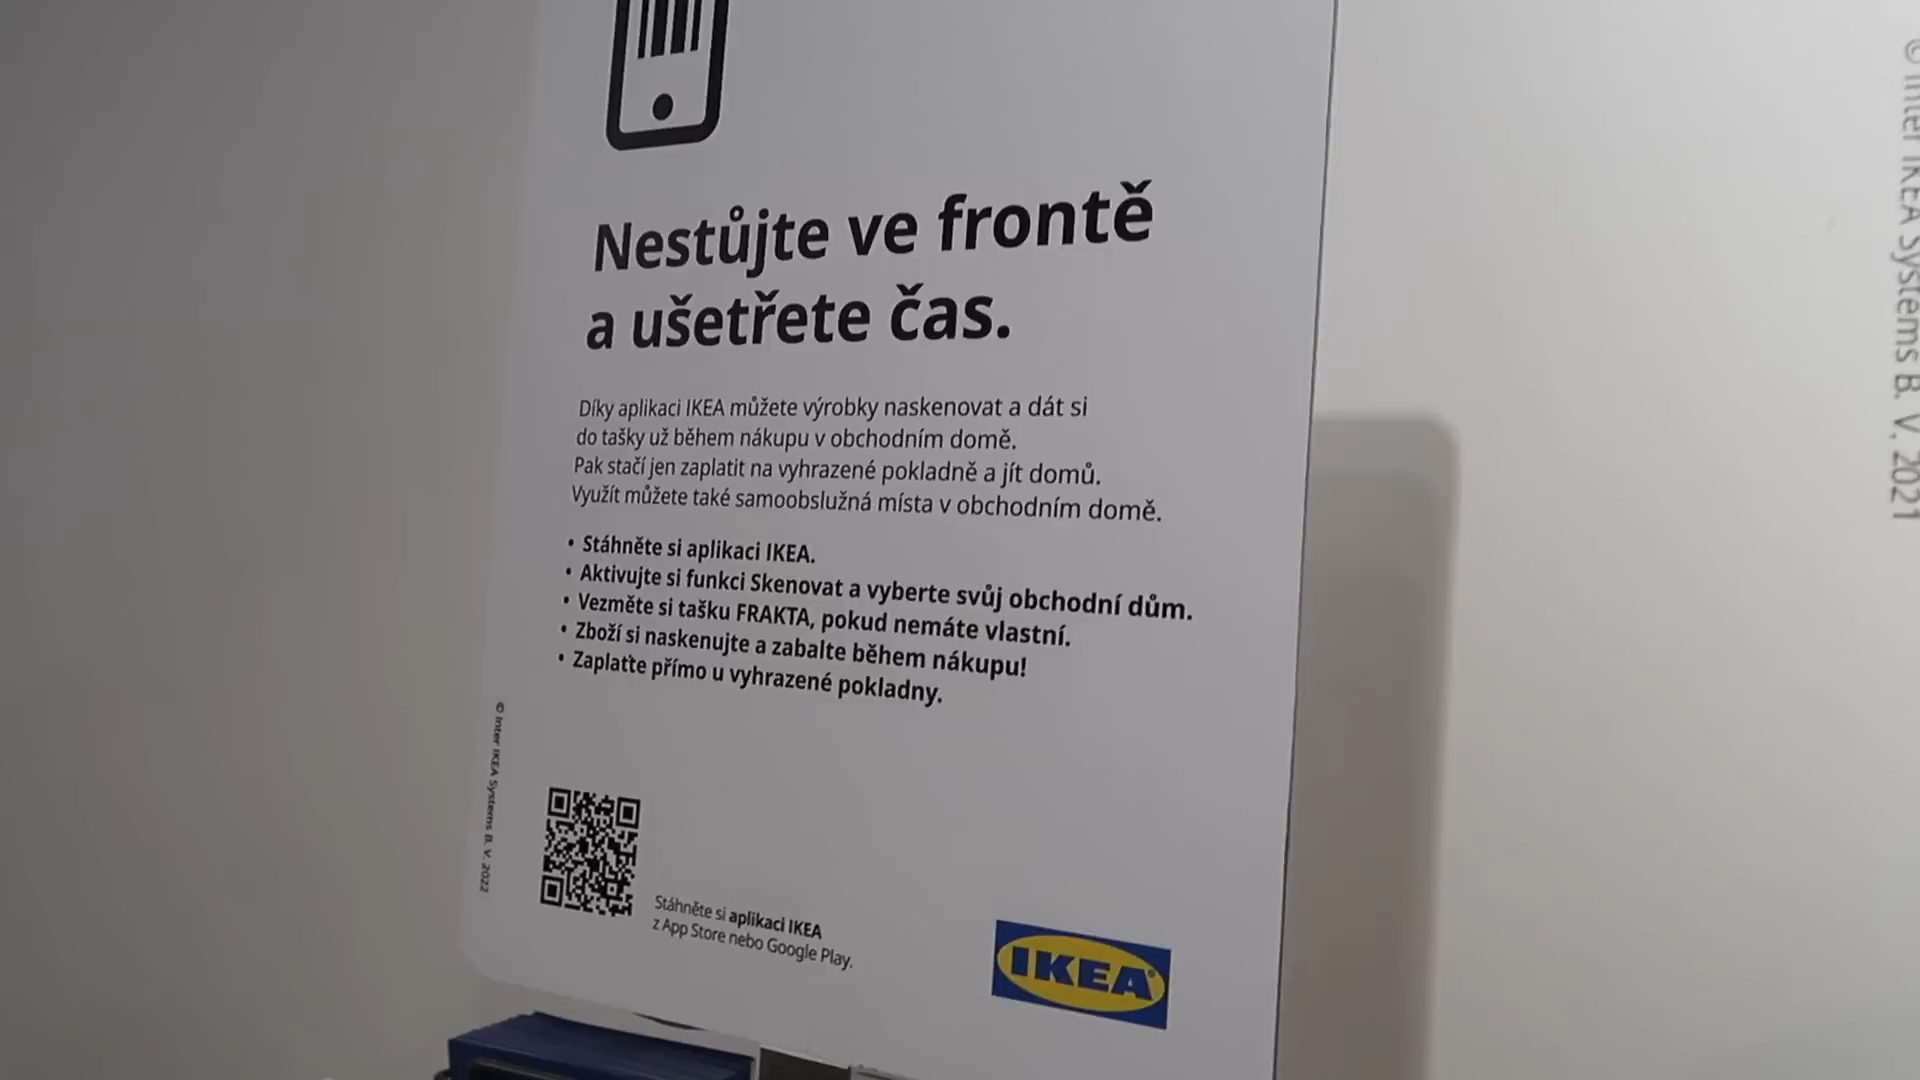 Nestůjte ve frontě
a ušetřete čas.
Díky aplikaci IKEA můžete výrobky naskenovat a dát si
do tašky už během nákupu v obchodním domě.
Pak stačí jen zaplatit na vyhrazené pokladně a jít domů.
Využít můžete také samoobslužná místa v obchodním domě.
• Stáhněte si aplikaci IKEA.
• Aktivujte si funkci Skenovat a vyberte svůj obchodní dům.
• Vezměte si tašku FRAKTA, pokud nemáte vlastní.
• Zboží si naskenujte a zabalte během nákupu!
• Zaplaťte přímo u vyhrazené pokladny.
© Inter IKEA Systems B. V. 2022
Stáhněte si aplikaci IKEA
z App Store nebo Google Play.
IKEA
© Inter IKEA Systems B. V. 2021